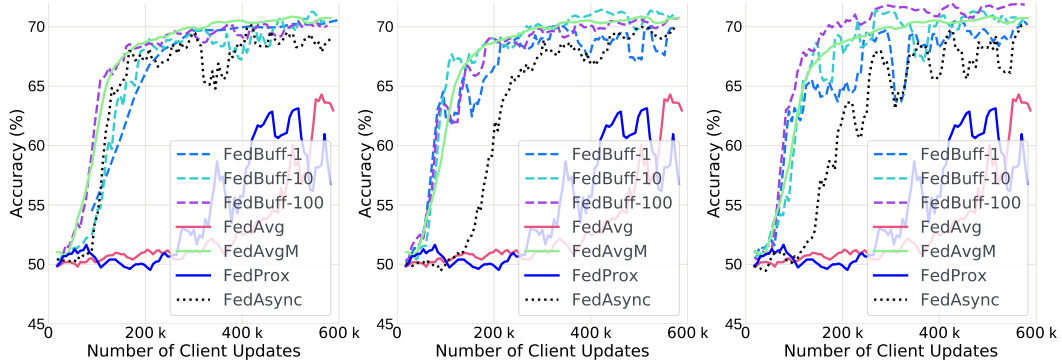 70
65
60
55
50
45
Accuracy (%)
0
200 k
400 k
600 k
Number of Client Updates
FedBuff-1
FedBuff-10
FedBuff-100
FedAvg
FedAvgM
FedProx
FedAsync
70
65
60
55
50
45
Accuracy (%)
0
200 k
400 k
600 k
Number of Client Updates
FedBuff-1
FedBuff-10
FedBuff-100
FedAvg
FedAvgM
FedProx
FedAsync
70
65
60
55
50
45
Accuracy (%)
0
200 k
400 k
600 k
Number of Client Updates
FedBuff-1
FedBuff-10
FedBuff-100
FedAvg
FedAvgM
FedProx
FedAsync